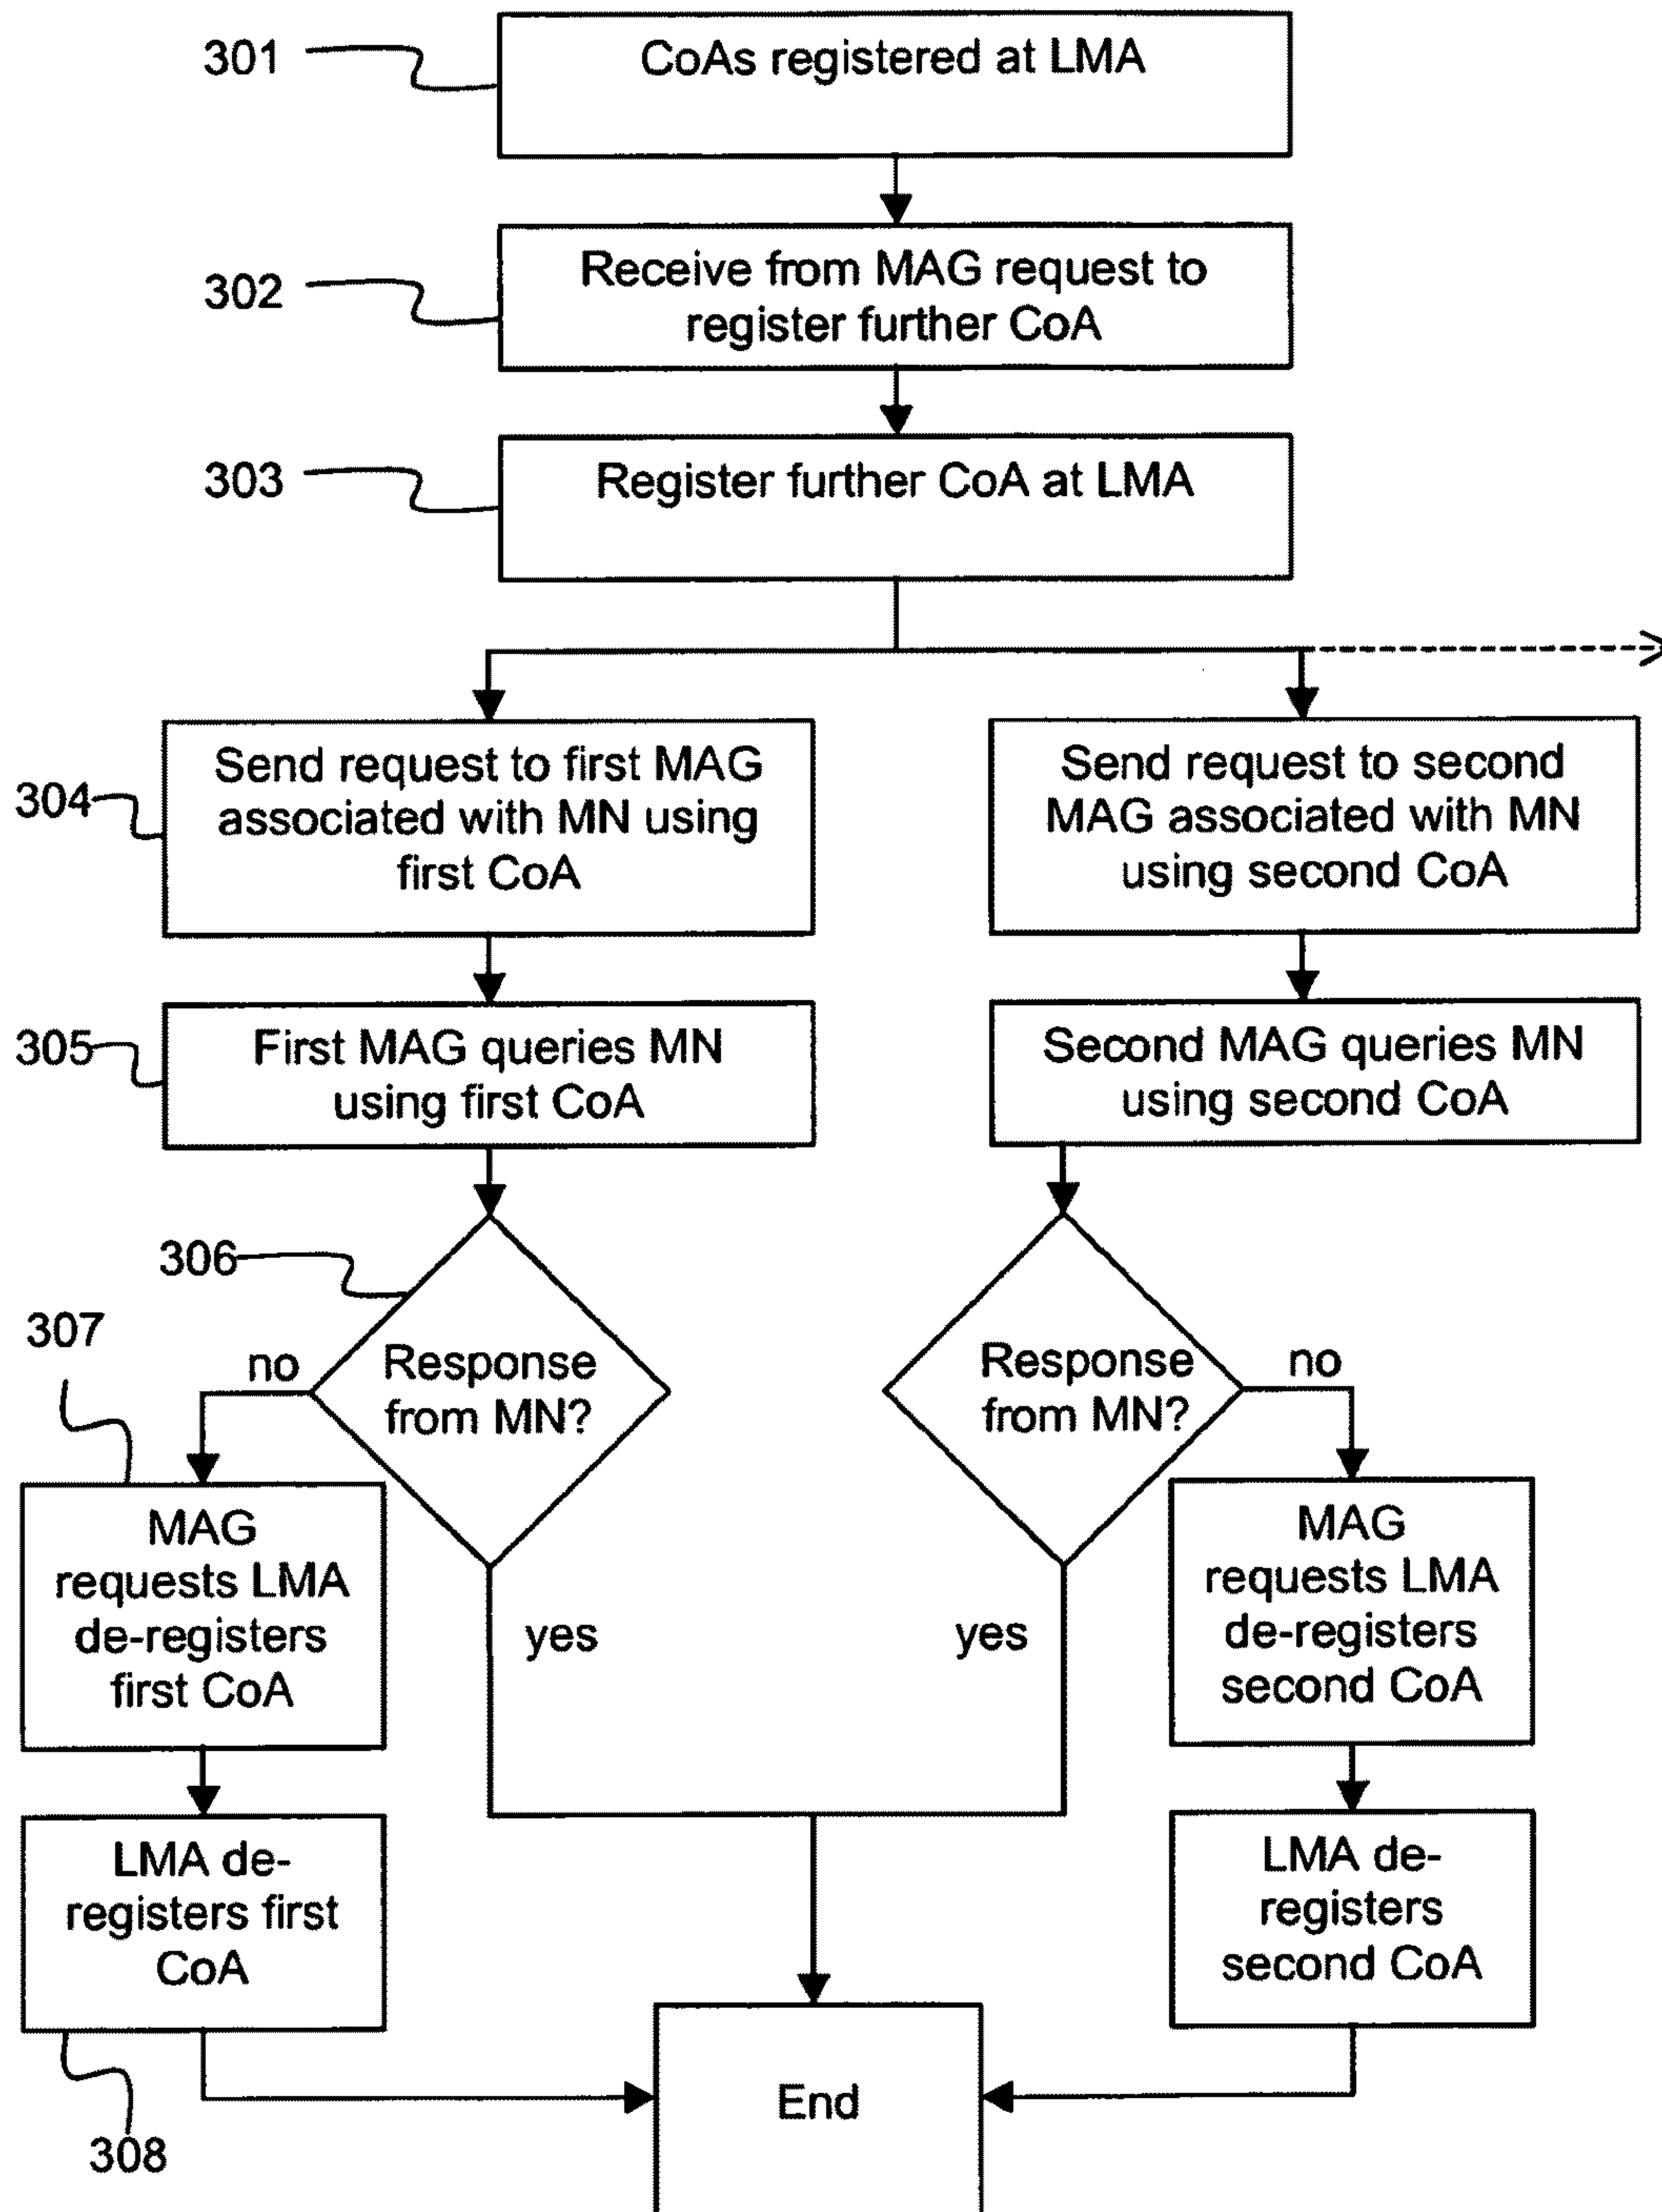 301
CoAs registered at LMA
302
Receive from MAG request to
register further CoA
303
Register further CoA at LMA
304
Send request to first MAG
associated with MN using
first CoA
Send request to second
MAG associated with MN
using second CoA
305
First MAG queries MN
using first CoA
Second MAG queries MN
using second CoA
306
Response
from MN?
no
yes
Response
from MN?
no
yes
307
MAG
requests LMA
de-registers
first CoA
MAG
requests LMA
de-registers
second CoA
LMA de-
registers first
CoA
LMA de-
registers
second CoA
308
End